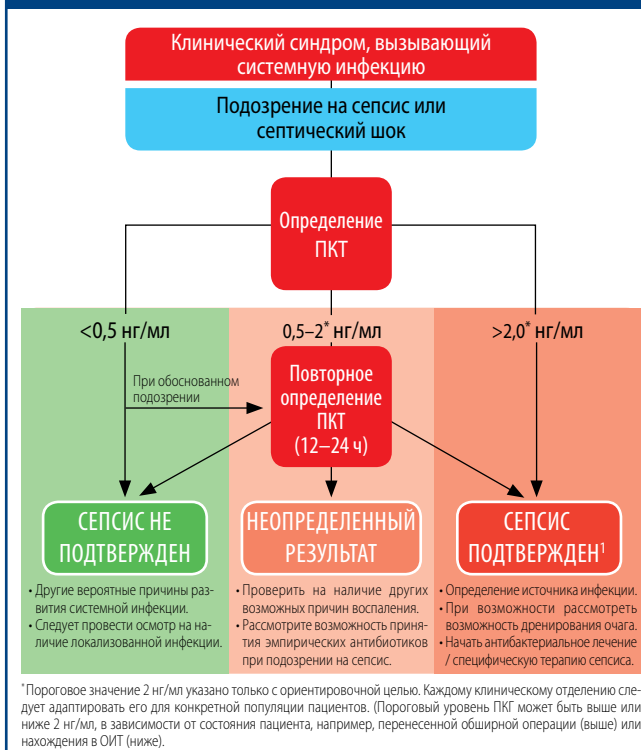 Клинический синдром, вызывающий
системную инфекцию
Подозрение на сепсис или
септический шок
Определение
ПКТ
<0,5 нг/мл
0,5–2* нг/мл
>2,0* нг/мл
При обоснованном
подозрении
Повторное
определение
ПКТ
(12–24 ч)
СЕПСИС НЕ
ПОДТВЕРЖДЕН
НЕОПРЕДЕЛЕННЫЙ
РЕЗУЛЬТАТ
СЕПСИС
ПОДТВЕРЖДЕН¹
• Другие вероятные причины раз-
вития системной инфекции.
• Следует провести осмотр на на-
личие локализованной инфекции.
• Проверить на наличие других
возможных причин воспаления.
• Рассмотрите возможность приня-
тия эмпирических антибиотиков
при подозрении на сепсис.
• Определение источника инфекции.
• При возможности рассмотреть
возможность дренирования очага.
• Начать антибактериальное лечение
/ специфическую терапию сепсиса.
*Пороговое значение 2 нг/мл указано только с ориентировочной целью. Каждому клиническому отделению сле-
дует адаптировать его для конкретной популяции пациентов. (Пороговый уровень ПКГ может быть выше или
ниже 2 нг/мл, в зависимости от состояния пациента, например, перенесенной обширной операции (выше) или
нахождения в ОИТ (ниже).